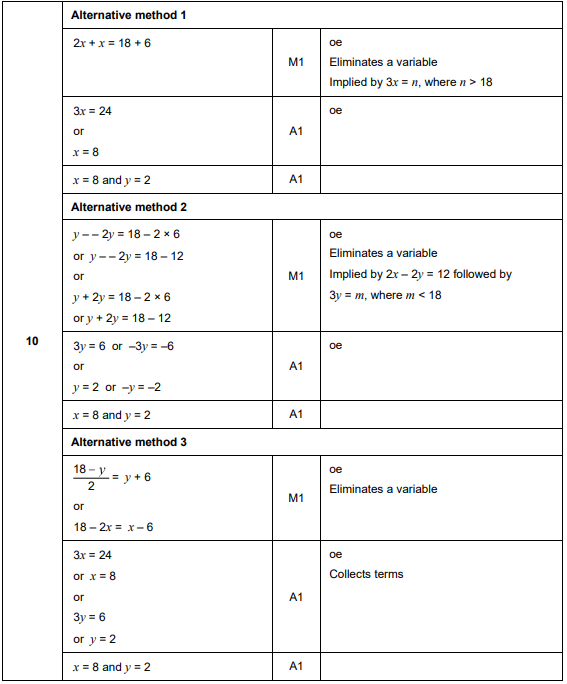 10
Alternative method 1
2x + x = 18 + 6
M1
oe
Eliminates a variable
Implied by 3x = n, where n > 18
3x = 24
or
x = 8
A1
oe
x = 8 and y = 2
A1
Alternative method 2
y – – 2y = 18 – 2 × 6
or y – – 2y = 18 – 12
or
y + 2y = 18 – 2 × 6
or y + 2y = 18 – 12
M1
oe
Eliminates a variable
Implied by 2x – 2y = 12 followed by
3y = m, where m < 18
3y = 6 or –3y = –6
or
y = 2 or –y = –2
A1
oe
x = 8 and y = 2
A1
Alternative method 3
18 – y
2
= y + 6
or
18 – 2x = x – 6
M1
oe
Eliminates a variable
3x = 24
or x = 8
or
3y = 6
or y = 2
A1
oe
Collects terms
x = 8 and y = 2
A1